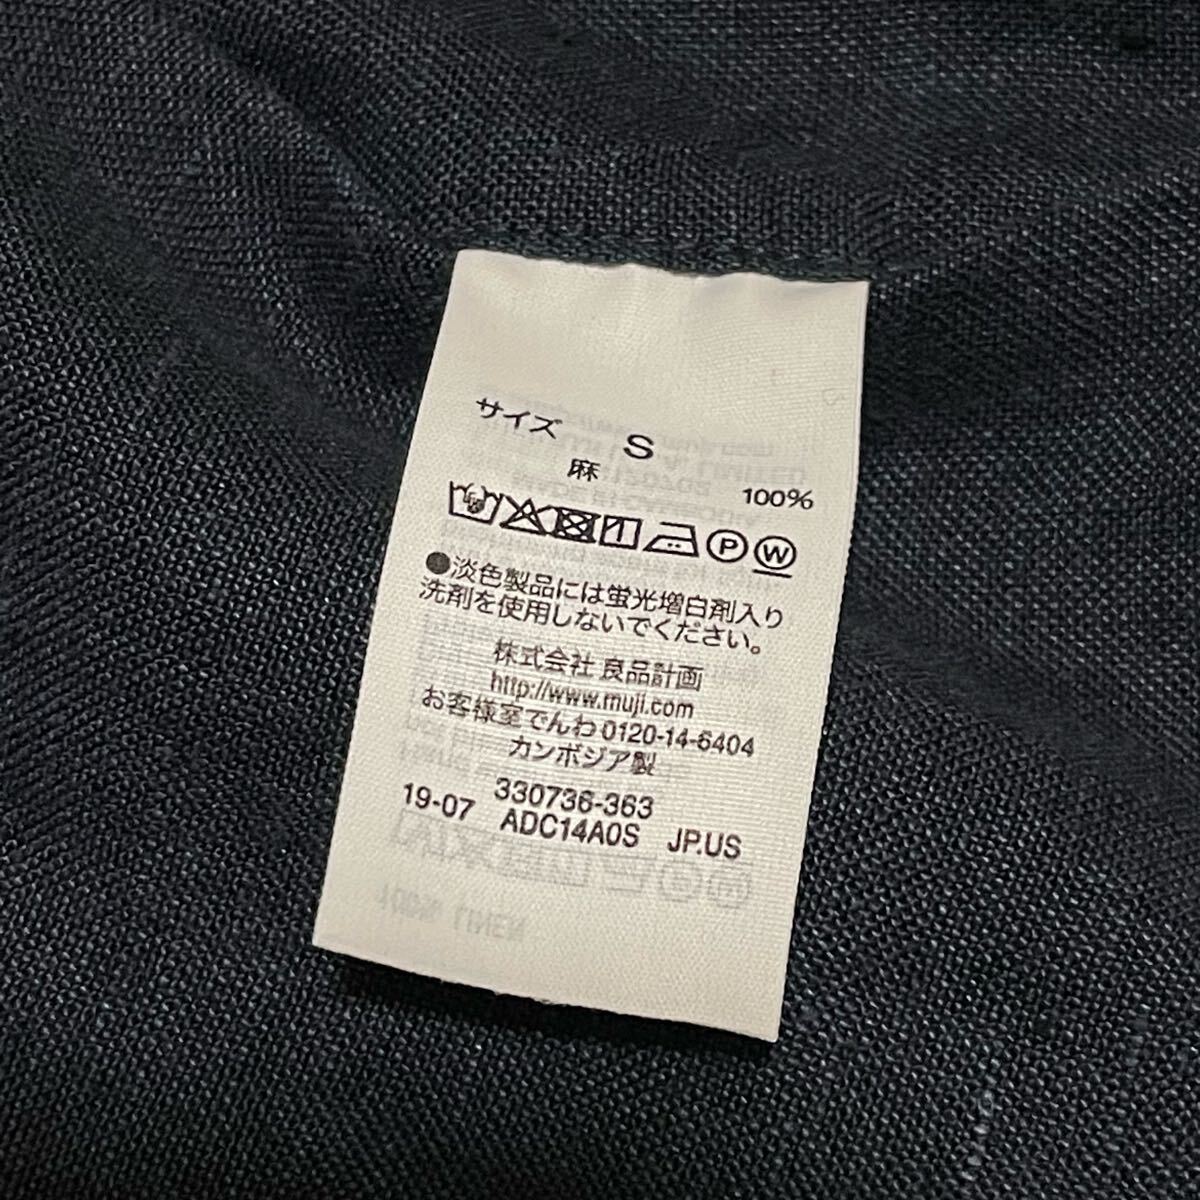 サイズ S
麻 100%
P W
●淡色製品には蛍光増白剤入り
洗剤を使用しないでください。
株式会社 良品計画
http://www.muji.com
お客様室でんわ 0120-14-6404
カンボジア製
330736-363
19-07 ADC14A0S JP.US
100% LINEN